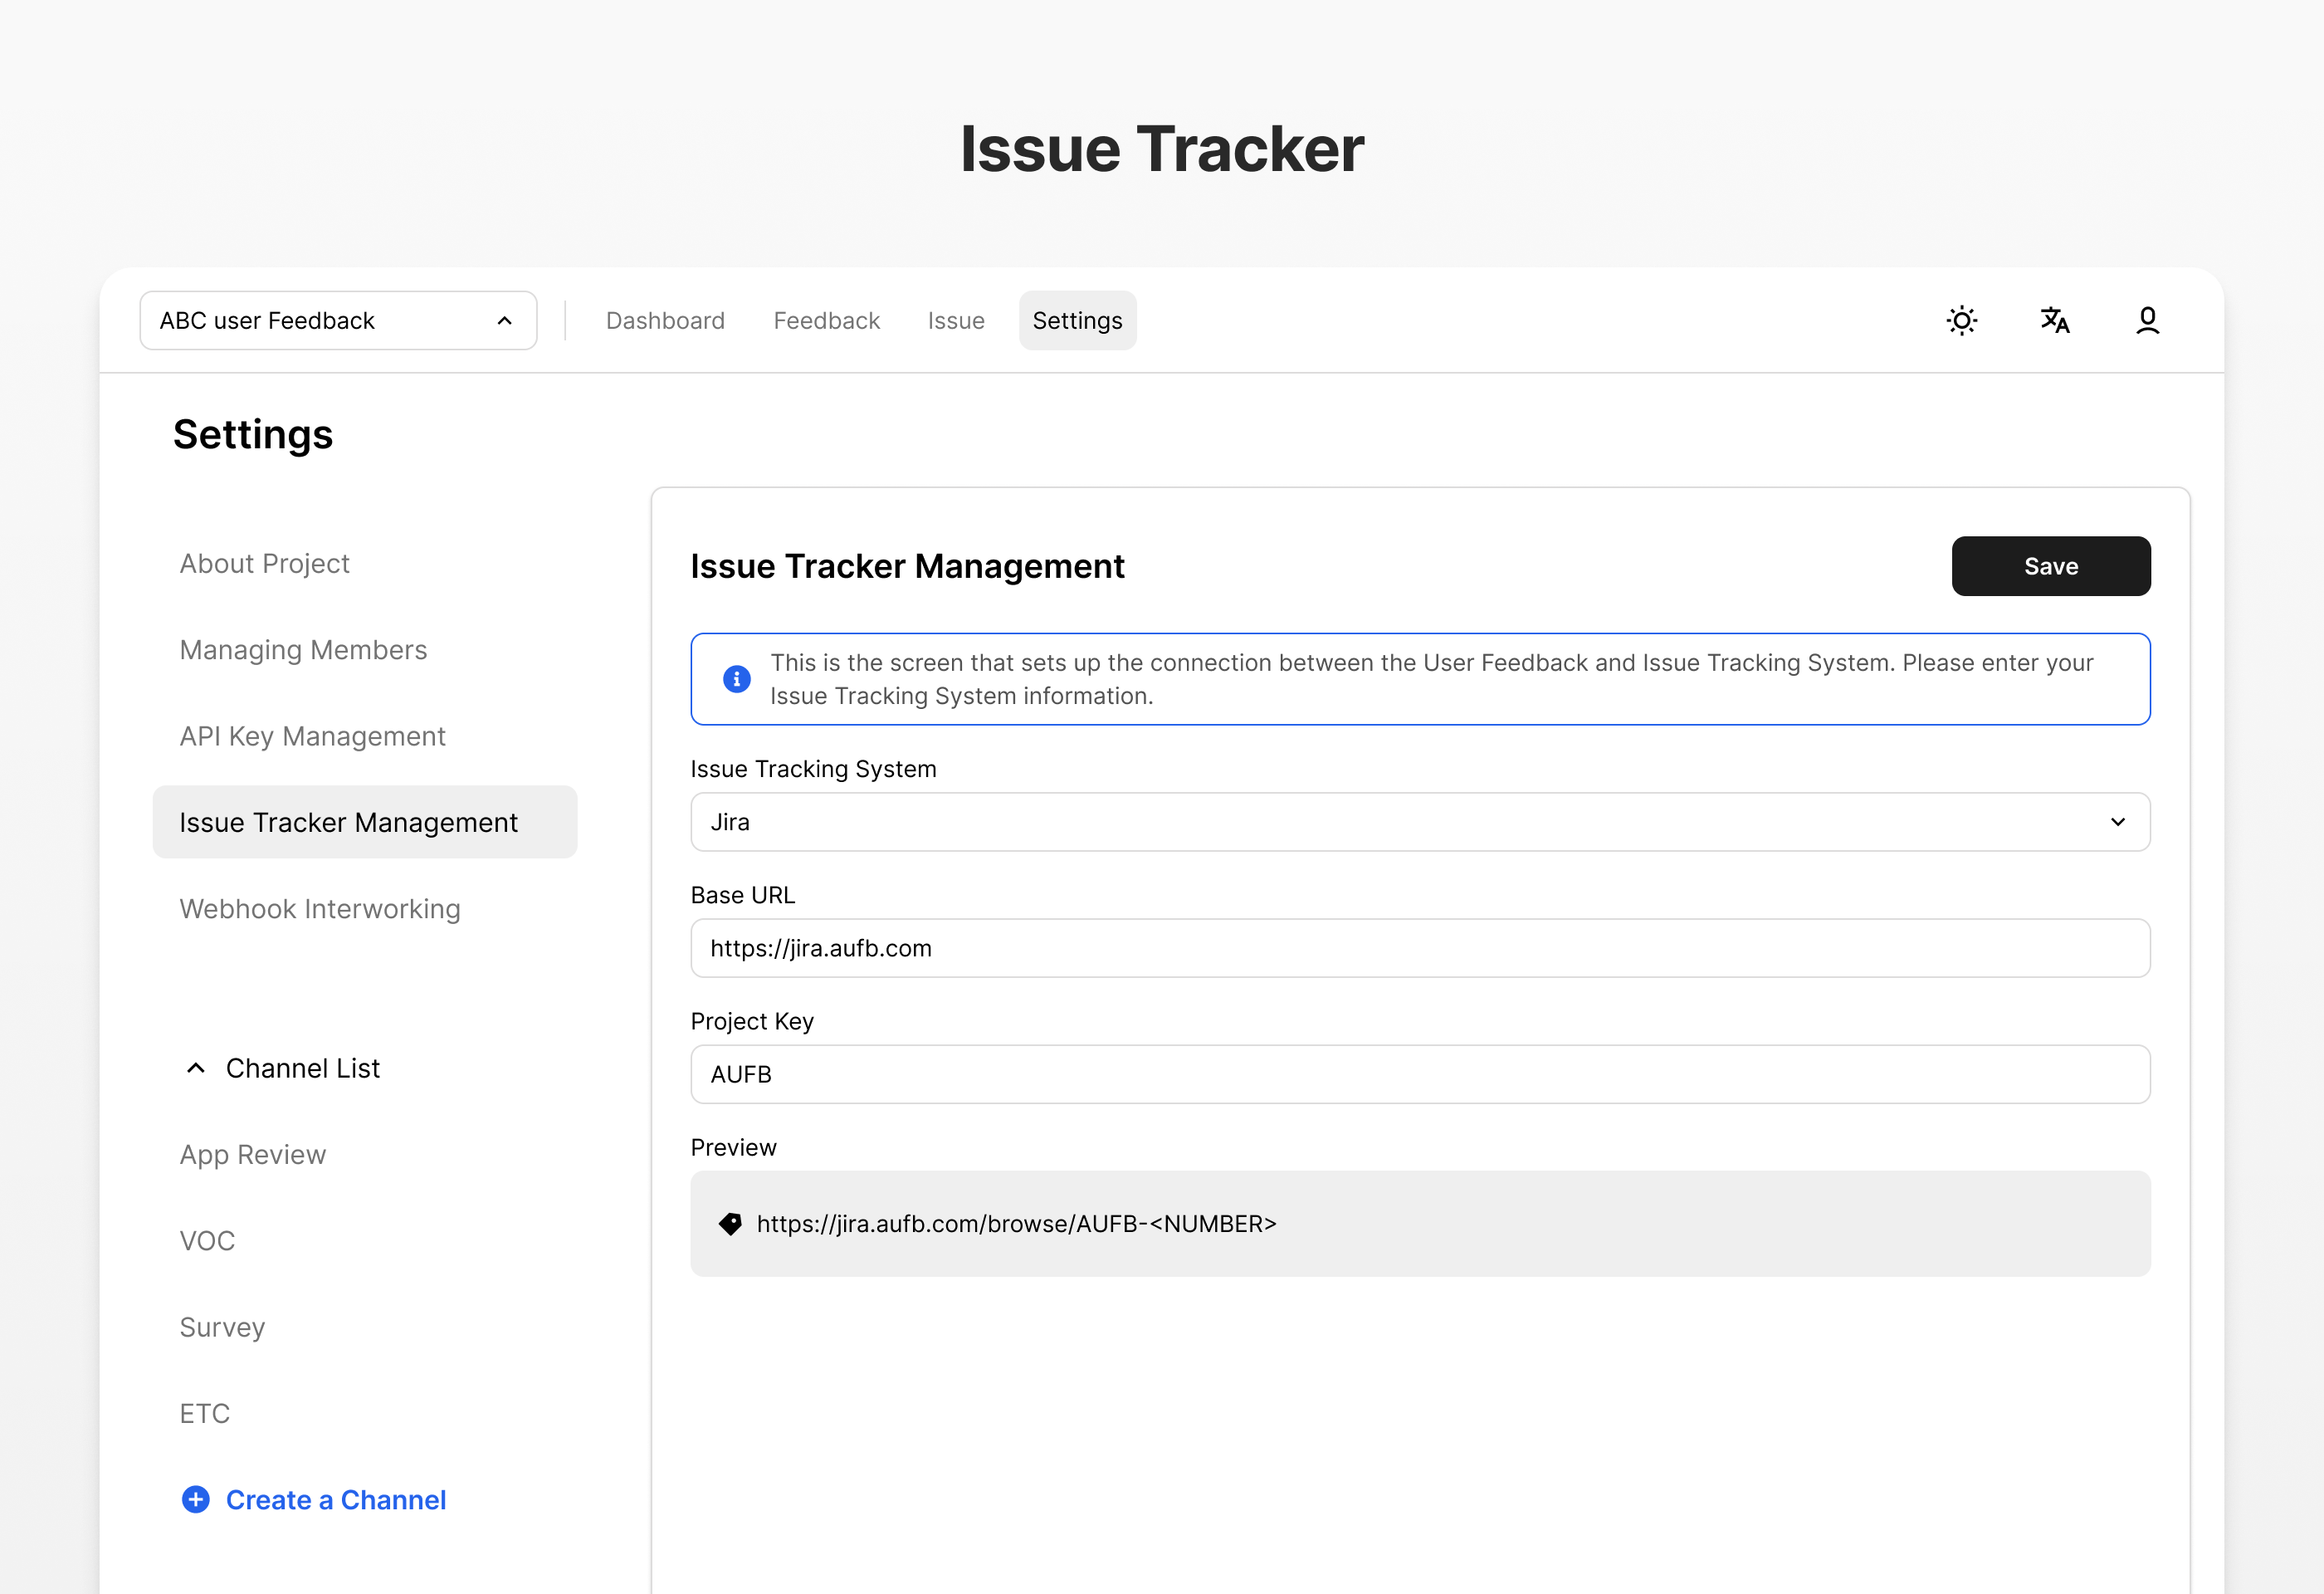 Issue Tracker
ABC user Feedback
Dashboard
Feedback
Issue
Settings
Settings
About Project
Managing Members
API Key Management
Issue Tracker Management
Webhook Interworking
Channel List
App Review
VOC
Survey
ETC
Create a Channel
Issue Tracker Management
Save
This is the screen that sets up the connection between the User Feedback and Issue Tracking System. Please enter your
Issue Tracking System information.
Issue Tracking System
Jira
Base URL
https://jira.aufb.com
Project Key
AUFB
Preview
https://jira.aufb.com/browse/AUFB-<NUMBER>